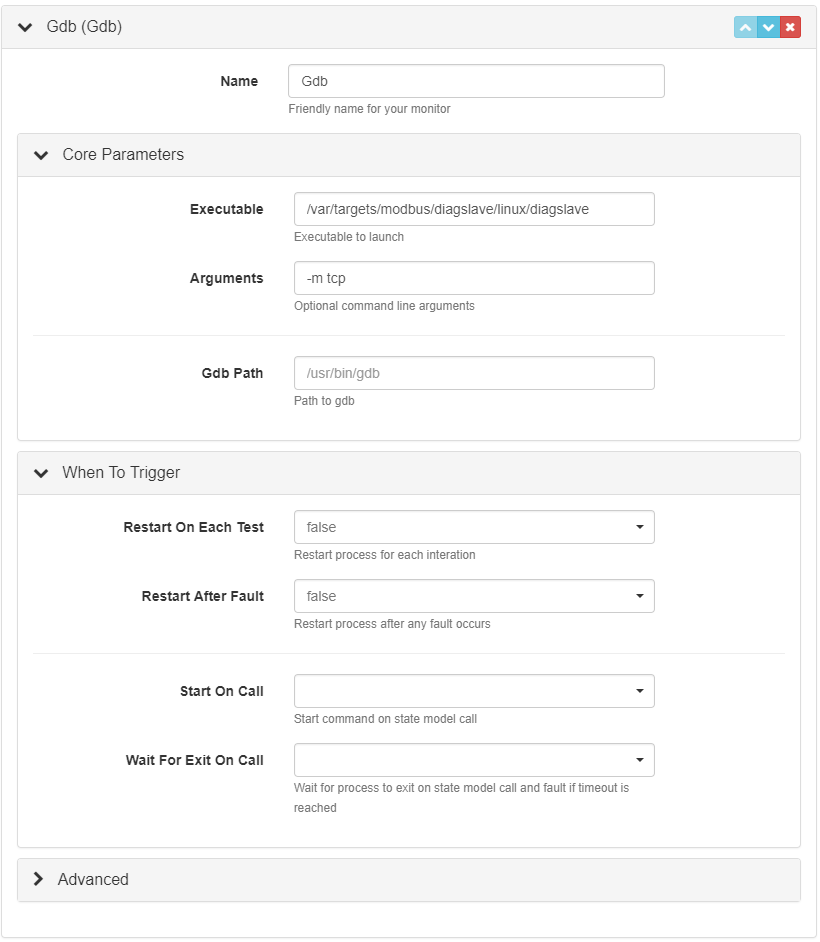 Gdb (Gdb)
Name
Gdb
Friendly name for your monitor
Core Parameters
Executable
/var/targets/modbus/diagslave/linux/diagslave
Executable to launch
Arguments
-m tcp
Optional command line arguments
Gdb Path
/usr/bin/gdb
Path to gdb
When To Trigger
Restart On Each Test
false
Restart process for each interation
Restart After Fault
false
Restart process after any fault occurs
Start On Call
Start command on state model call
Wait For Exit On Call
Wait for process to exit on state model call and fault if timeout is
reached
Advanced